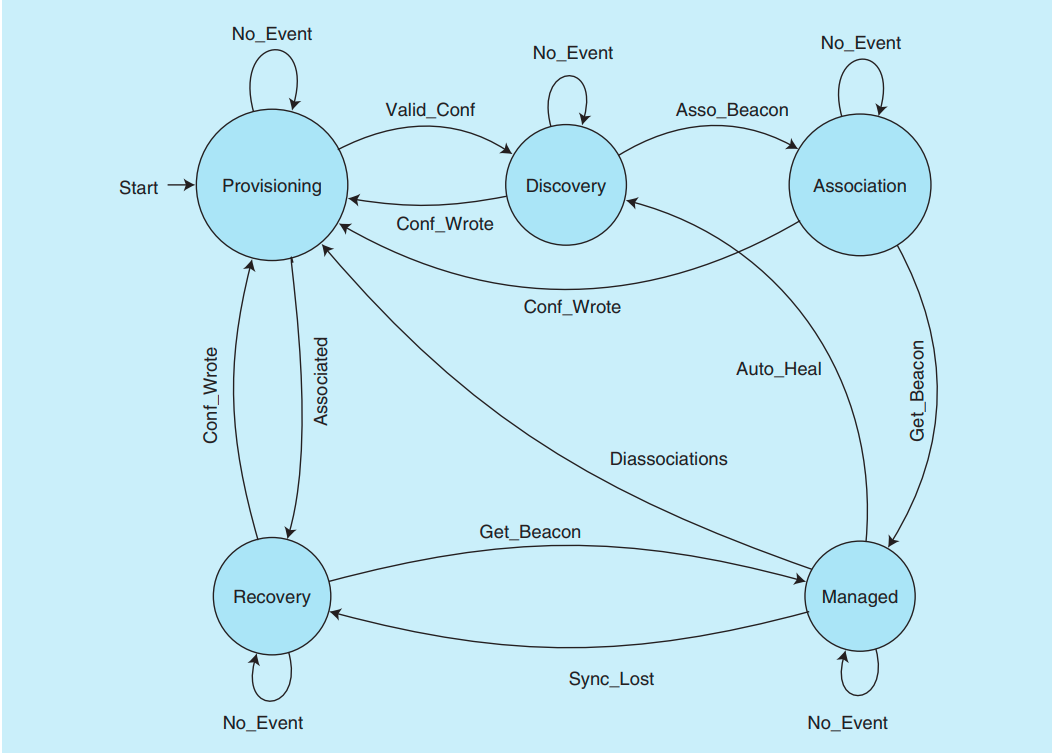 No_Event
No_Event
No_Event
Valid_Conf
Asso_Beacon
Start
Provisioning
Discovery
Association
Conf_Wrote
Conf_Wrote
Conf_Wrote
Associated
Auto_Heal
Get_Beacon
Diassociations
Get_Beacon
Recovery
Managed
Sync_Lost
No_Event
No_Event